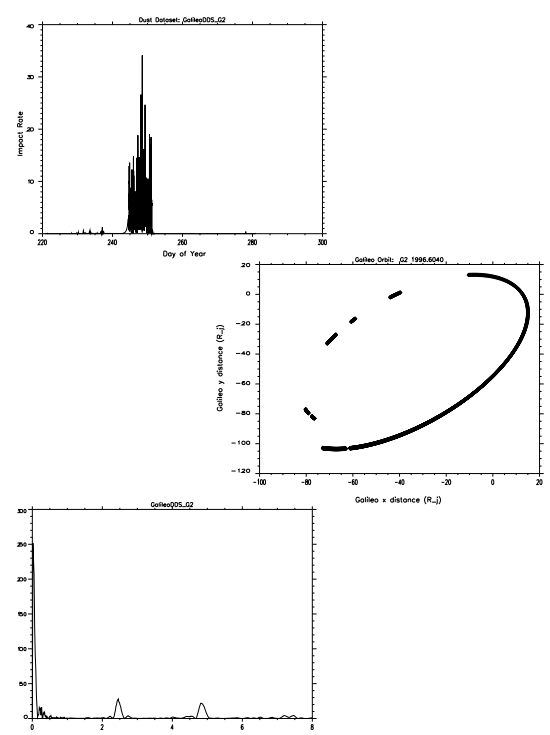 Dust Dataset: GalileoDDS_G2
40
30
20
10
0
Impact Rate
220 240 260 280 300
Day of Year
Galileo Orbit: G2 1996.6040
20
0
-20
-40
-60
-80
-100
-120
Galileo y distance (R_j)
-100 -80 -60 -40 -20 0 20
Galileo x distance (R_j)
GalileoDDS_G2
300
250
200
150
100
50
0
0 2 4 6 8